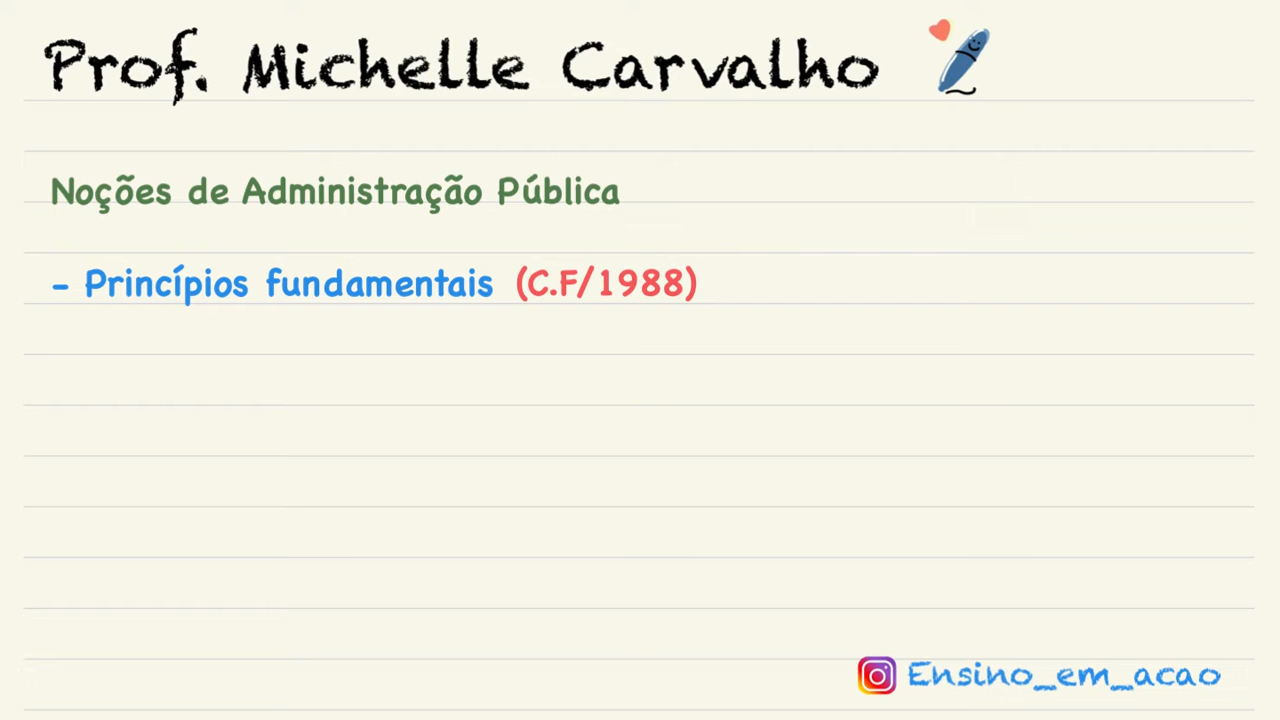 Prof. Michelle Carvalho
Noções de Administração Pública
- Princípios fundamentais (C.F/1988)
Ensino_em_acao